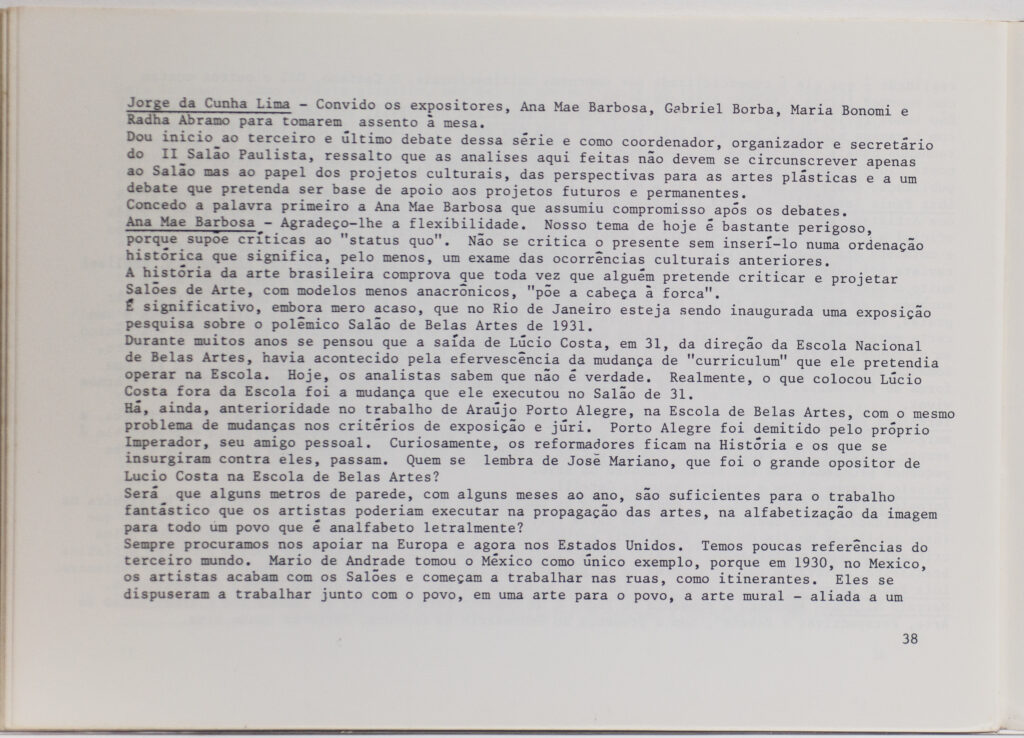 Jorge da Cunha Lima - Convido os expositores, Ana Mae Barbosa, Gabriel Borba, Maria Bonomi e
Radha Abramo para tomarem assento à mesa.
Dou inicio ao terceiro e último debate dessa série e como coordenador, organizador e secretário
do II Salão Paulista, ressalto que as analises aqui feitas não devem se circunscrever apenas
ao Salão mas ao papel dos projetos culturais, das perspectivas para as artes plásticas e a um
debate que pretenda ser base de apoio aos projetos futuros e permanentes.
Concedo a palavra primeiro a Ana Mae Barbosa que assumiu compromisso após os debates.
Ana Mae Barbosa - Agradeço-lhe a flexibilidade. Nosso tema de hoje é bastante perigoso,
porque supõe críticas ao "status quo". Não se critica o presente sem inserí-lo numa ordenação
histórica que significa, pelo menos, um exame das ocorrências culturais anteriores.
A história da arte brasileira comprova que toda vez que alguém pretende criticar e projetar
Salões de Arte, com modelos menos anacrônicos, "põe a cabeça à forca".
É significativo, embora mero acaso, que no Rio de Janeiro esteja sendo inaugurada uma exposição
pesquisa sobre o polêmico Salão de Belas Artes de 1931.
Durante muitos anos se pensou que a saída de Lúcio Costa, em 31, da direção da Escola Nacional
de Belas Artes, havia acontecido pela efervescência da mudança de "curriculum" que ele pretendia
operar na Escola. Hoje, os analistas sabem que não é verdade. Realmente, o que colocou Lúcio
Costa fora da Escola foi a mudança que ele executou no Salão de 31.
Há, ainda, anterioridade no trabalho de Araújo Porto Alegre, na Escola de Belas Artes, com o mesmo
problema de mudanças nos critérios de exposição e júri. Porto Alegre foi demitido pelo próprio
Imperador, seu amigo pessoal. Curiosamente, os reformadores ficam na História e os que se
insurgiram contra eles, passam. Quem se lembra de José Mariano, que foi o grande opositor de
Lucio Costa na Escola de Belas Artes?
Será que alguns metros de parede, com alguns meses ao ano, são suficientes para o trabalho
fantástico que os artistas poderiam executar na propagação das artes, na alfabetização da imagem
para todo um povo que é analfabeto letralmente?
Sempre procuramos nos apoiar na Europa e agora nos Estados Unidos. Temos poucas referências do
terceiro mundo. Mario de Andrade tomou o México como único exemplo, porque em 1930, no Mexico,
os artistas acabam com os Salões e começam a trabalhar nas ruas, como itinerantes. Eles se
dispuseram a trabalhar junto com o povo, em uma arte para o povo, a arte mural - aliada a um
38